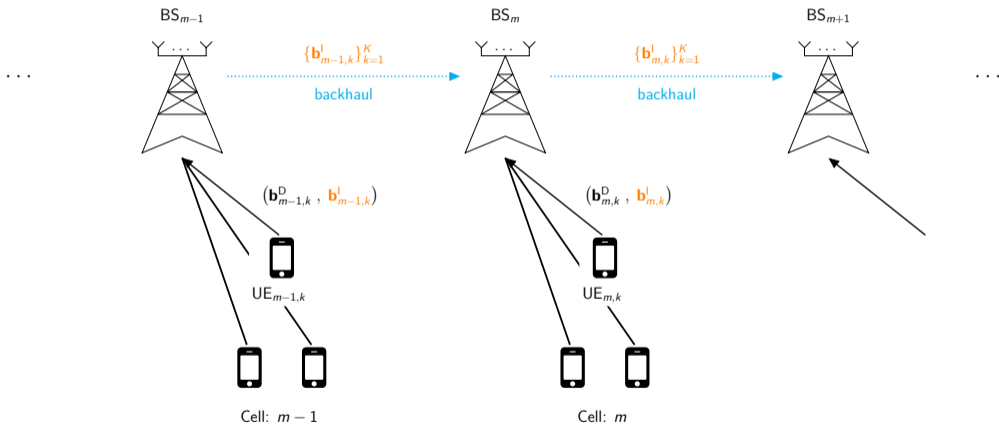 BS_{m−1}
BS_m
BS_{m+1}
. . .
. . .
. . .
{𝐛^I_{m−1,k}}^K_{k=1}
{𝐛^I_{m,k}}^K_{k=1}
. . .
. . .
backhaul
backhaul
(𝐛^D_{m−1,k} , 𝐛^I_{m−1,k})
(𝐛^D_{m,k} , 𝐛^I_{m,k})
UE_{m−1,k}
UE_{m,k}
Cell: m − 1
Cell: m